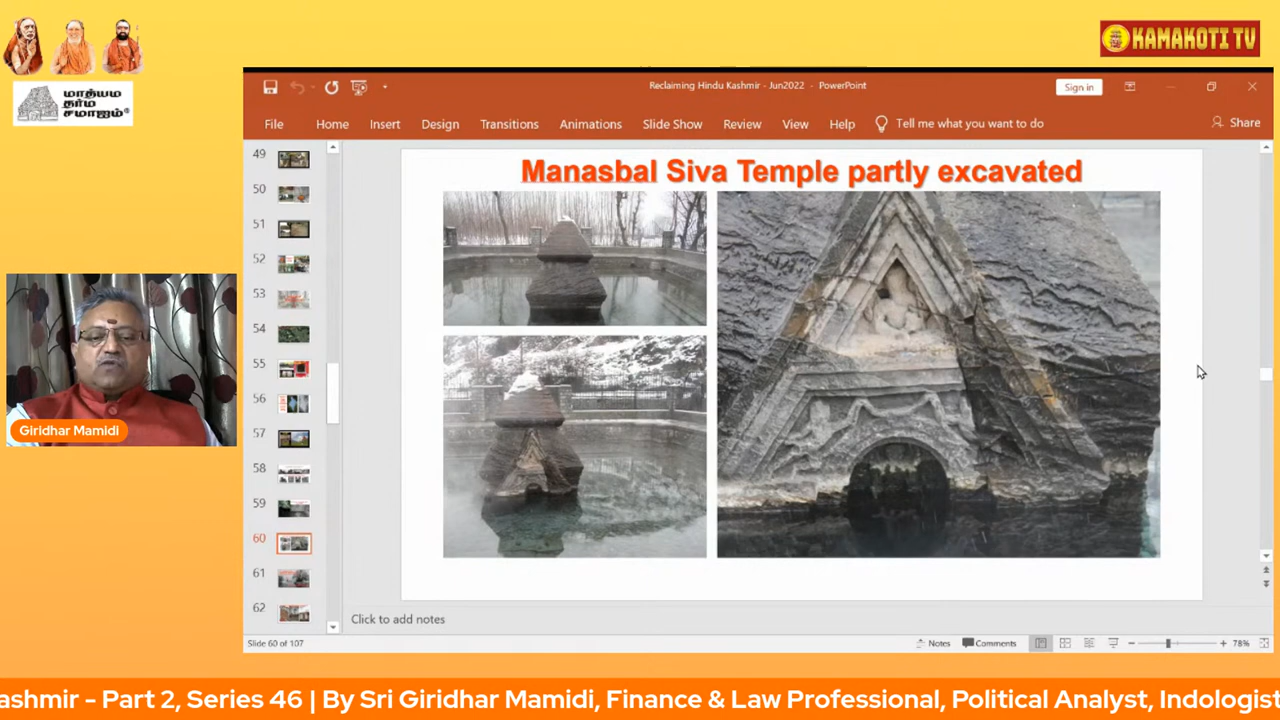 KAMAKOTI TV
மாத்யம
தர்ம
சமாஜம்®
Reclaiming Hindu Kashmir - Jun2022 - PowerPoint
Sign in
File Home Insert Design Transitions Animations Slide Show Review View Help Tell me what you want to do Share
49
50
51
52
53
54
55
56
57
58
59
60
61
62
Manasbal Siva Temple partly excavated
Giridhar Mamidi
Click to add notes
Slide 60 of 107 Notes Comments 78%
ashmir - Part 2, Series 46 | By Sri Giridhar Mamidi, Finance & Law Professional, Political Analyst, Indologist